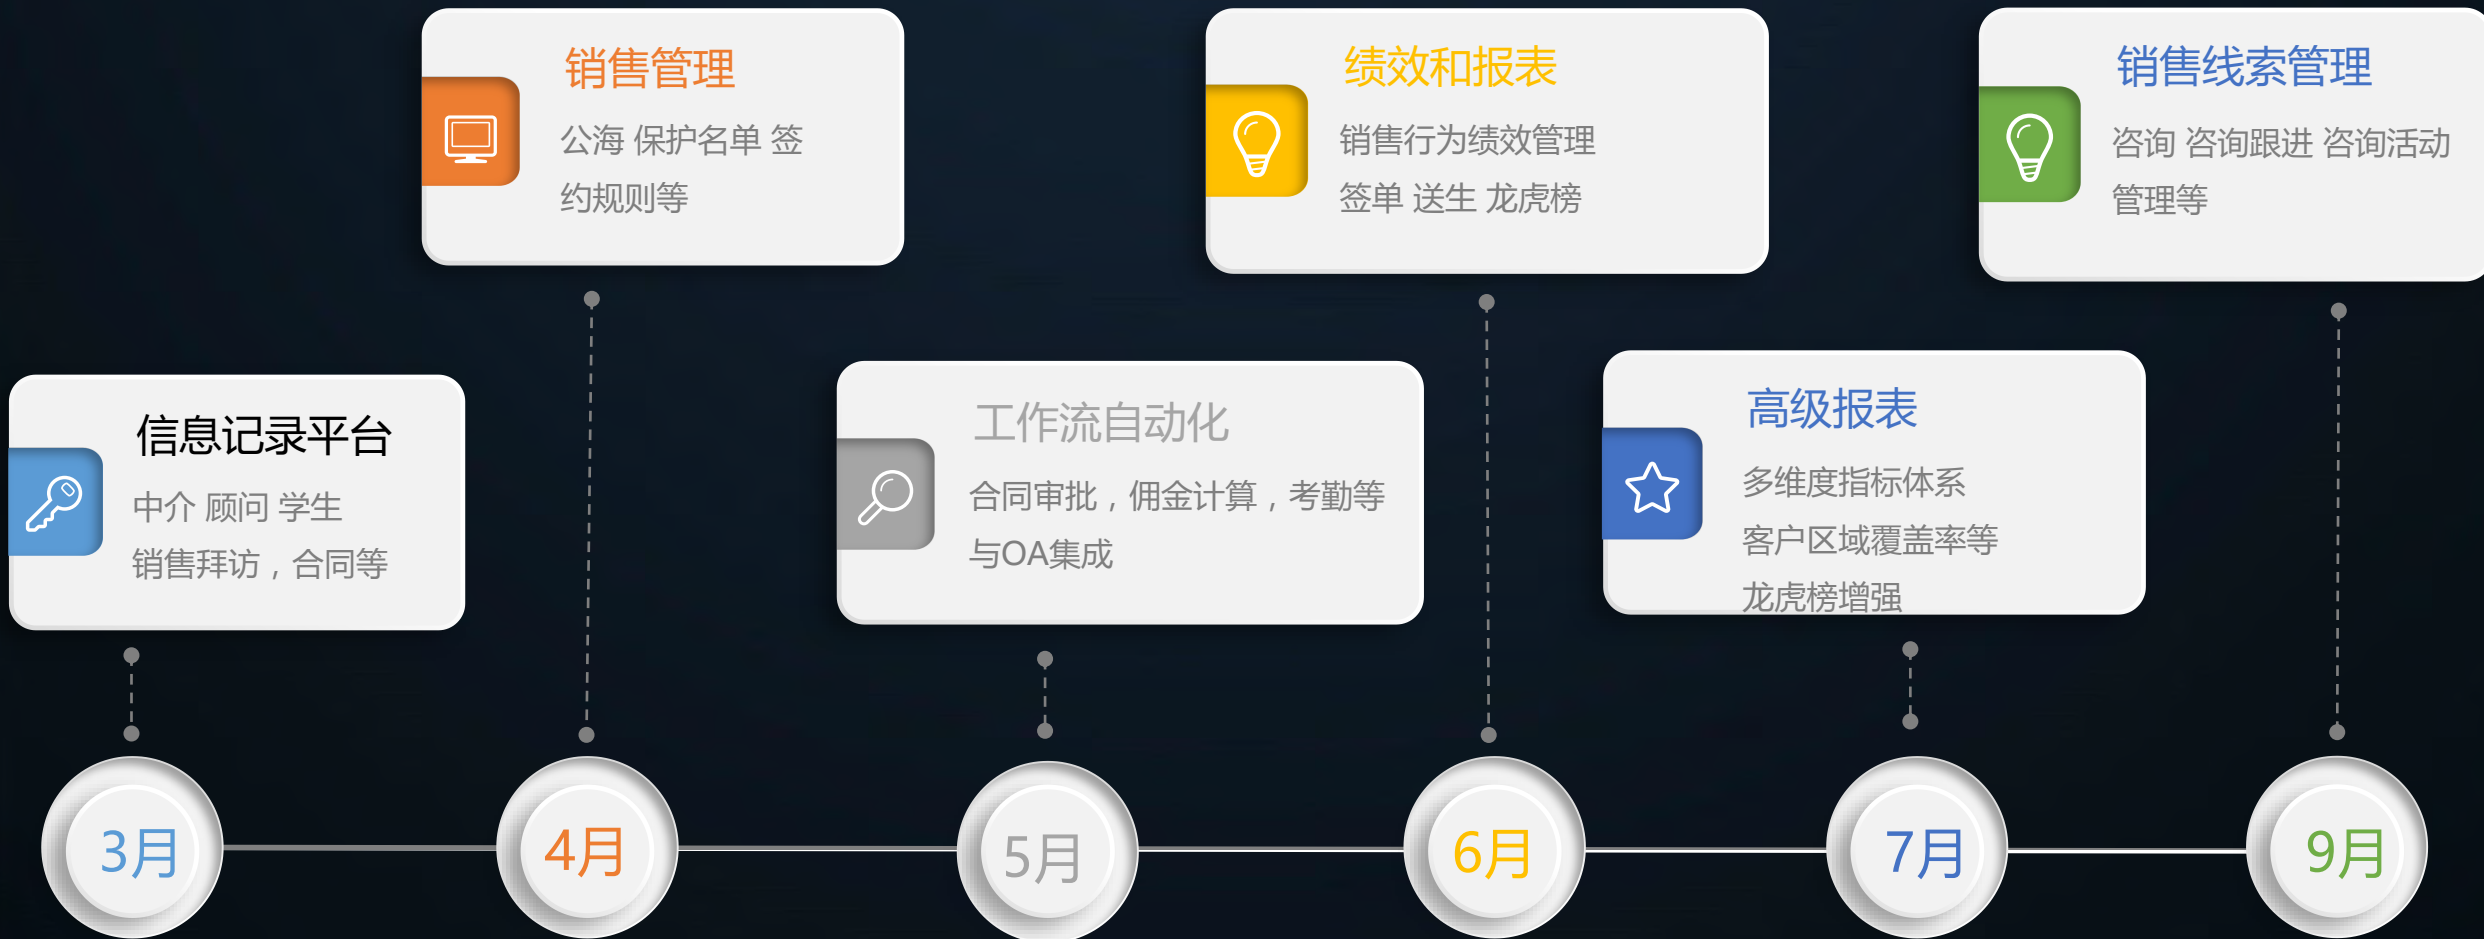 销售管理
公海 保护名单 签
约规则等
绩效和报表
销售行为绩效管理
签单 送生 龙虎榜
销售线索管理
咨询 咨询跟进 咨询活动
管理等
信息记录平台
中介 顾问 学生
销售拜访，合同等
工作流自动化
合同审批，佣金计算，考勤等
与OA集成
高级报表
多维度指标体系
客户区域覆盖率等
龙虎榜增强
3月
4月
5月
6月
7月
9月